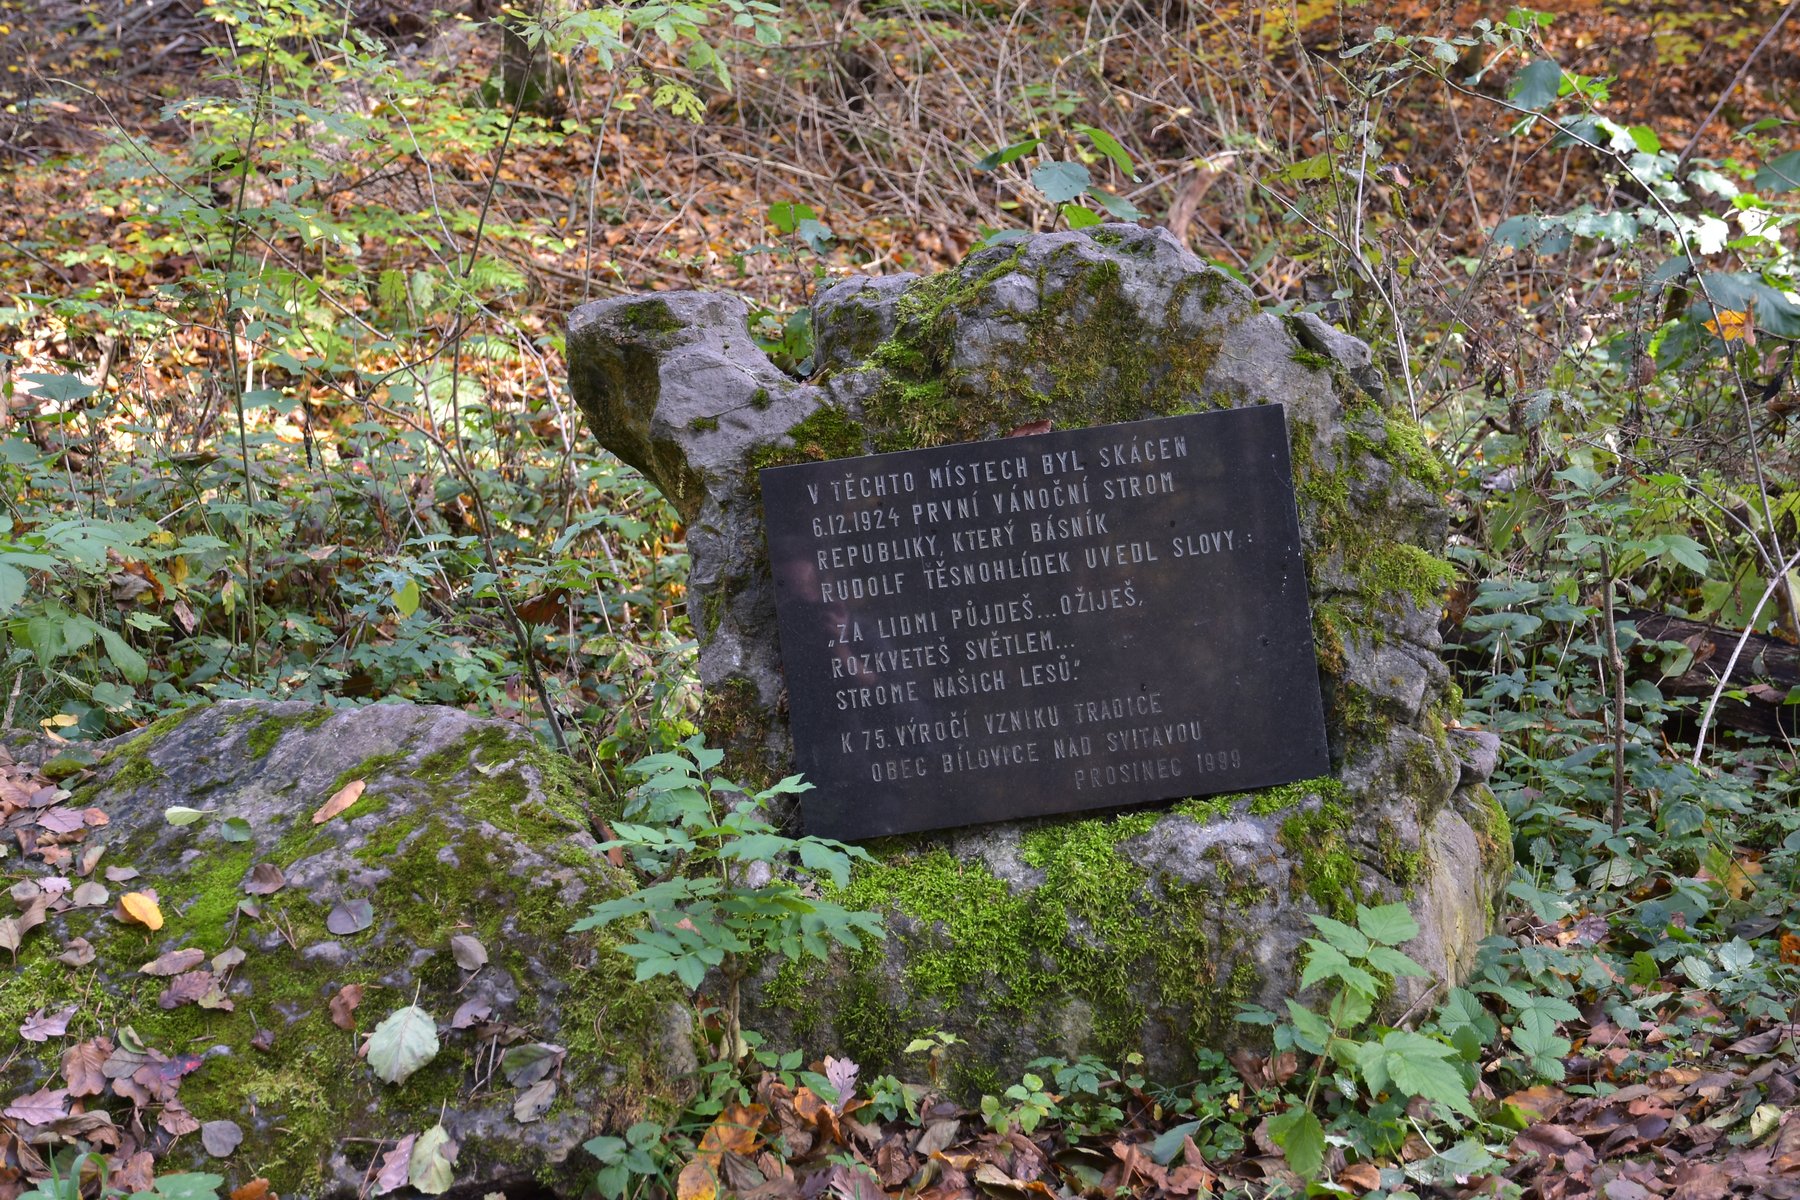 V TĚCHTO MÍSTECH BYL SKÁCEN
6.12.1924 PRVNÍ VÁNOČNÍ STROM
REPUBLIKY, KTERÝ BÁSNÍK
RUDOLF TĚSNOHLÍDEK UVEDL SLOVY:
„ZA LIDMI PŮJDEŠ...OŽIJEŠ,
ROZKVETEŠ SVĚTLEM...
STROME NAŠICH LESŮ."
K 75. VÝROČÍ VZNIKU TRADICE
OBEC BÍLOVICE NAD SVITAVOU
PROSINEC 1999